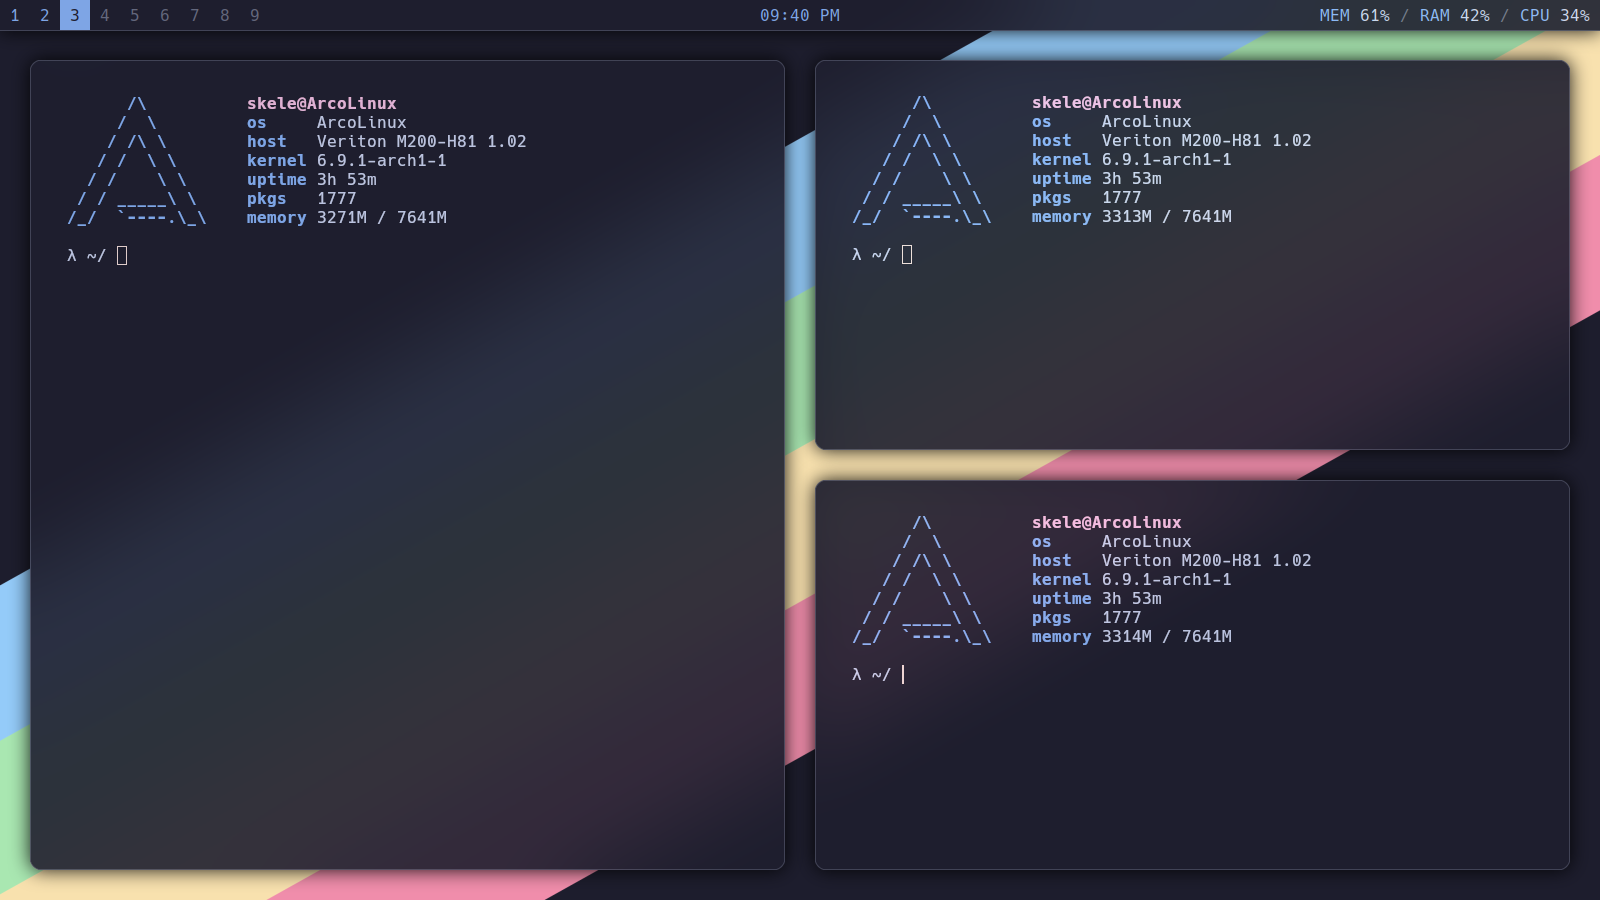 1 2 3 4 5 6 7 8 9 09:40 PM MEM 61% / RAM 42% / CPU 34%
      /\          skele@ArcoLinux
     /  \         os     ArcoLinux
    / /\ \        host   Veriton M200-H81 1.02
   / /  \ \       kernel 6.9.1-arch1-1
  / /    \ \      uptime 3h 53m
 / / _____\ \     pkgs   1777
/_/  `----.\_\    memory 3271M / 7641M
λ ~/
      /\          skele@ArcoLinux
     /  \         os     ArcoLinux
    / /\ \        host   Veriton M200-H81 1.02
   / /  \ \       kernel 6.9.1-arch1-1
  / /    \ \      uptime 3h 53m
 / / _____\ \     pkgs   1777
/_/  `----.\_\    memory 3313M / 7641M
λ ~/
      /\          skele@ArcoLinux
     /  \         os     ArcoLinux
    / /\ \        host   Veriton M200-H81 1.02
   / /  \ \       kernel 6.9.1-arch1-1
  / /    \ \      uptime 3h 53m
 / / _____\ \     pkgs   1777
/_/  `----.\_\    memory 3314M / 7641M
λ ~/